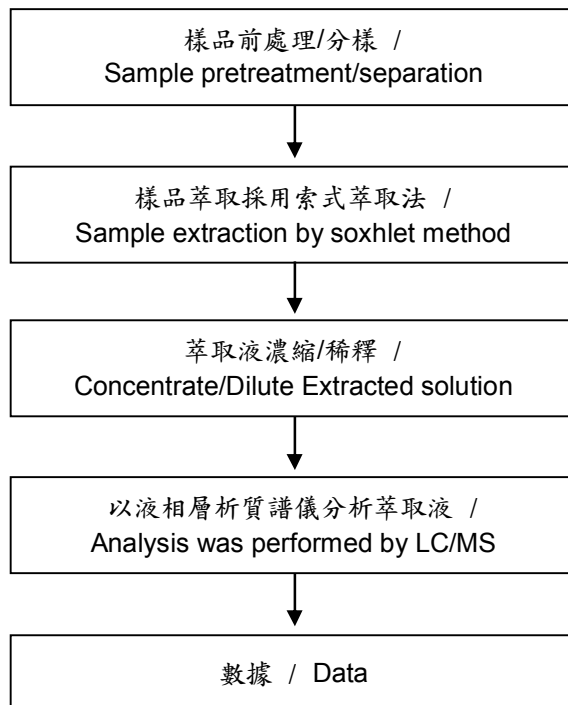 樣品前處理/分樣 /
Sample pretreatment/separation
樣品萃取採用索式萃取法 /
Sample extraction by soxhlet method
萃取液濃縮/稀釋 /
Concentrate/Dilute Extracted solution
以液相層析質譜儀分析萃取液 /
Analysis was performed by LC/MS
數據 / Data